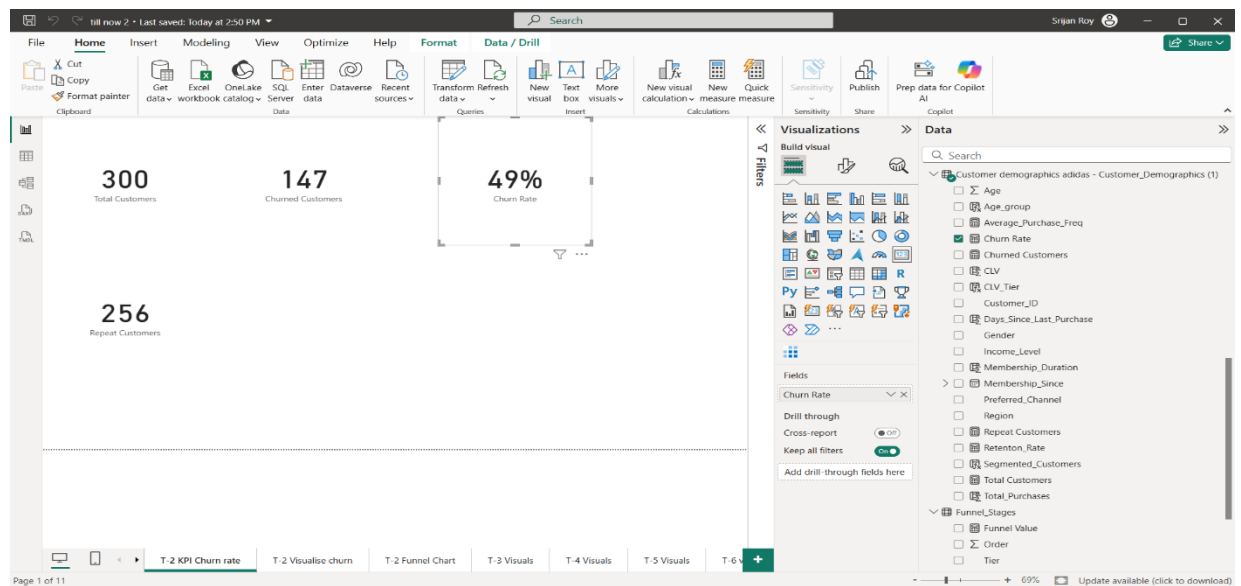 till now 2 • Last saved: Today at 2:50 PM
Search
Srijan Roy
File Home Insert Modeling View Optimize Help Format Data / Drill
Share
Paste
Cut
Copy
Format painter
Clipboard
Get data
Excel workbook
OneLake catalog
SQL Server
Enter data
Dataverse
Recent sources
Data
Transform data
Refresh
Queries
New visual
Text box
More visuals
Insert
New visual calculation
New measure
Quick measure
Calculations
Sensitivity
Sensitivity
Publish
Share
Prep data for Copilot AI
Copilot
300
Total Customers
147
Churned Customers
49%
Churn Rate
256
Repeat Customers
Filters
Visualizations
Build visual
Py
R
Fields
Churn Rate
Drill through
Cross-report
Off
Keep all filters
On
Add drill-through fields here
Data
Search
Customer demographics adidas - Customer_Demographics (1)
Age
Age_group
Average_Purchase_Freq
Churn Rate
Churned Customers
CLV
CLV_Tier
Customer_ID
Days_Since_Last_Purchase
Gender
Income_Level
Membership_Duration
Membership_Since
Preferred_Channel
Region
Repeat Customers
Retenton_Rate
Segmented_Customers
Total Customers
Total_Purchases
Funnel_Stages
Funnel Value
Order
Tier
T-2 KPI Churn rate
T-2 Visualise churn
T-2 Funnel Chart
T-3 Visuals
T-4 Visuals
T-5 Visuals
T-6 v
Page 1 of 11
69%
Update available (click to download)